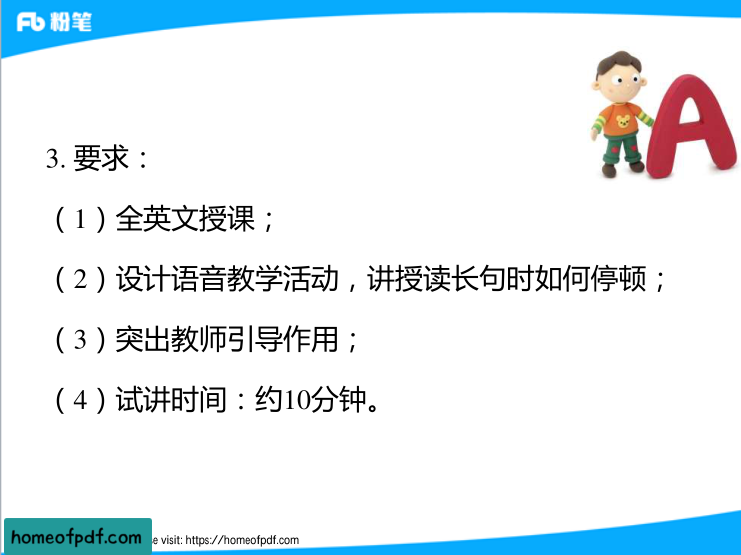 Fb 粉笔
A
3. 要求：
（1）全英文授课；
（2）设计语音教学活动，讲授读长句时如何停顿；
（3）突出教师引导作用；
（4）试讲时间：约10分钟。
homeofpdf.com
visit: https://homeofpdf.com